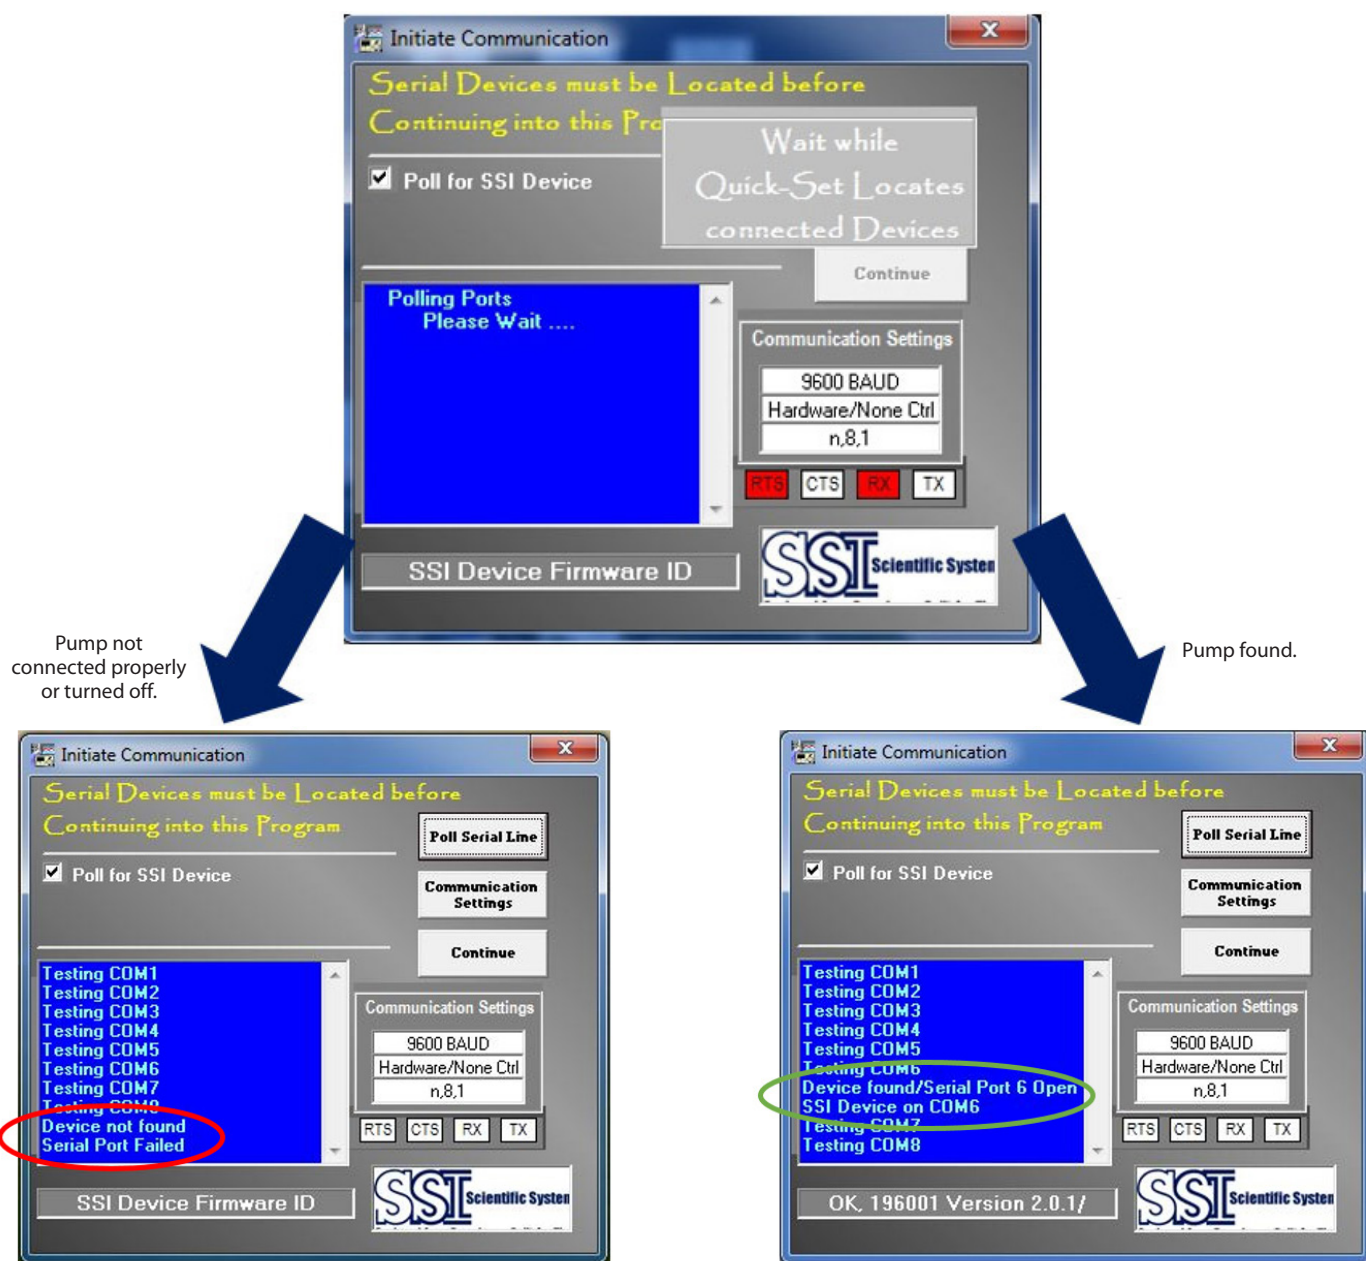 Initiate Communication
Serial Devices must be Located before
Continuing into this Pro
Wait while
Quick-Set Locates
connected Devices
Poll for SSI Device
Continue
Polling Ports
Please Wait ....
Communication Settings
9600 BAUD
Hardware/None Ctrl
n,8,1
RTS CTS RX TX
SSI Device Firmware ID
SSI Scientific System
Pump not
connected properly
or turned off.
Pump found.
Initiate Communication
Serial Devices must be Located before
Continuing into this Program
Poll Serial Line
Poll for SSI Device
Communication
Settings
Continue
Testing COM1
Testing COM2
Testing COM3
Testing COM4
Testing COM5
Testing COM6
Testing COM7
Testing COM8
Device not found
Serial Port Failed
Communication Settings
9600 BAUD
Hardware/None Ctrl
n,8,1
RTS CTS RX TX
SSI Device Firmware ID
SSI Scientific System
Initiate Communication
Serial Devices must be Located before
Continuing into this Program
Poll Serial Line
Poll for SSI Device
Communication
Settings
Continue
Testing COM1
Testing COM2
Testing COM3
Testing COM4
Testing COM5
Testing COM6
Device found/Serial Port 6 Open
SSI Device on COM6
Testing COM7
Testing COM8
Communication Settings
9600 BAUD
Hardware/None Ctrl
n,8,1
RTS CTS RX TX
OK, 196001 Version 2.0.1/
SSI Scientific System